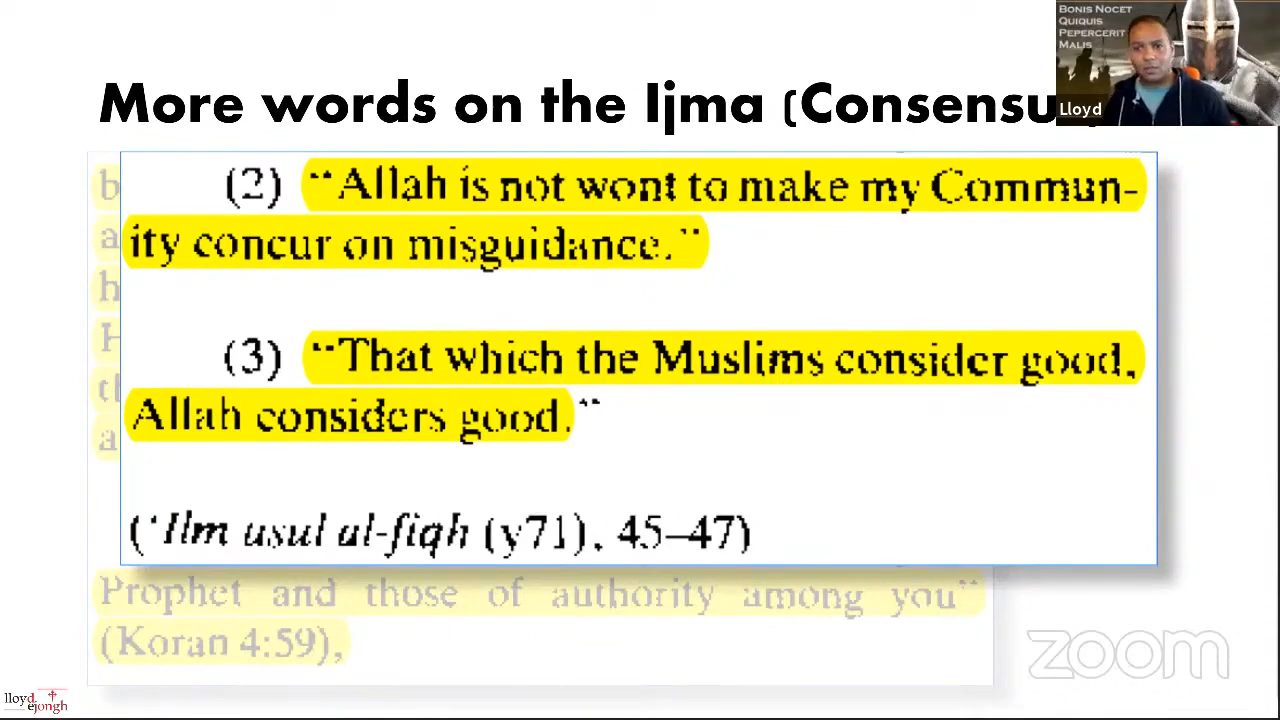 BONIS NOCET
QUIQUIS
PEPERCERIT
MALIS
Lloyd
More words on the Ijma (Consensu
(2) “Allah is not wont to make my Commun-
ity concur on misguidance.”
(3) “That which the Muslims consider good,
Allah considers good.”
(‘Ilm usul al-fiqh (y71), 45–47)
Prophet and those of authority among you”
(Koran 4:59),
zoom
lloyd
ejongh